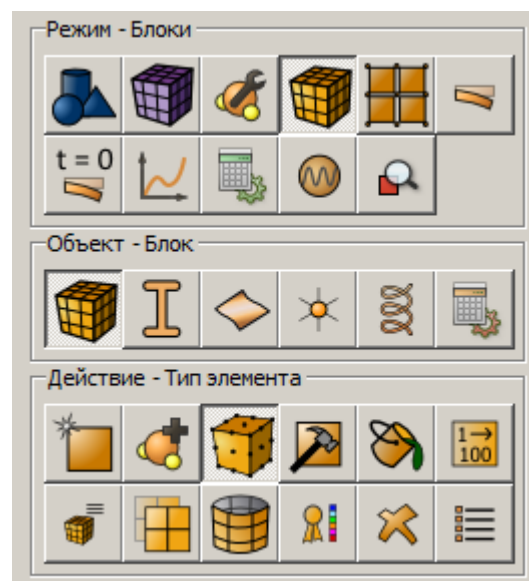 Режим - Блоки
t = 0
Объект - Блок
Действие - Тип элемента
1→
100